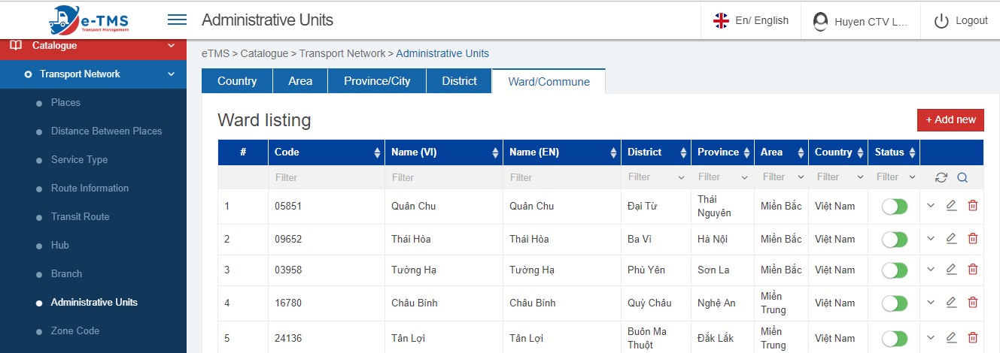 e-TMS
Transport Management
Administrative Units
En/ English
Huyen CTV L...
Logout
Catalogue
Transport Network
Places
Distance Between Places
Service Type
Route Information
Transit Route
Hub
Branch
Administrative Units
Zone Code
eTMS > Catalogue > Transport Network > Administrative Units
Country Area Province/City District Ward/Commune
Ward listing
+ Add new
# Code Name (VI) Name (EN) District Province Area Country Status
Filter Filter Filter Filter Filter Filter Filter Filter
1 05851 Quân Chu Quân Chu Đại Từ Thái Nguyên Miền Bắc Việt Nam
2 09652 Thái Hòa Thái Hòa Ba Vì Hà Nội Miền Bắc Việt Nam
3 03958 Tường Hạ Tường Hạ Phù Yên Sơn La Miền Bắc Việt Nam
4 16780 Châu Bính Châu Bính Quỳ Châu Nghệ An Miền Trung Việt Nam
5 24136 Tân Lợi Tân Lợi Buôn Ma Thuột Đắk Lắk Miền Trung Việt Nam